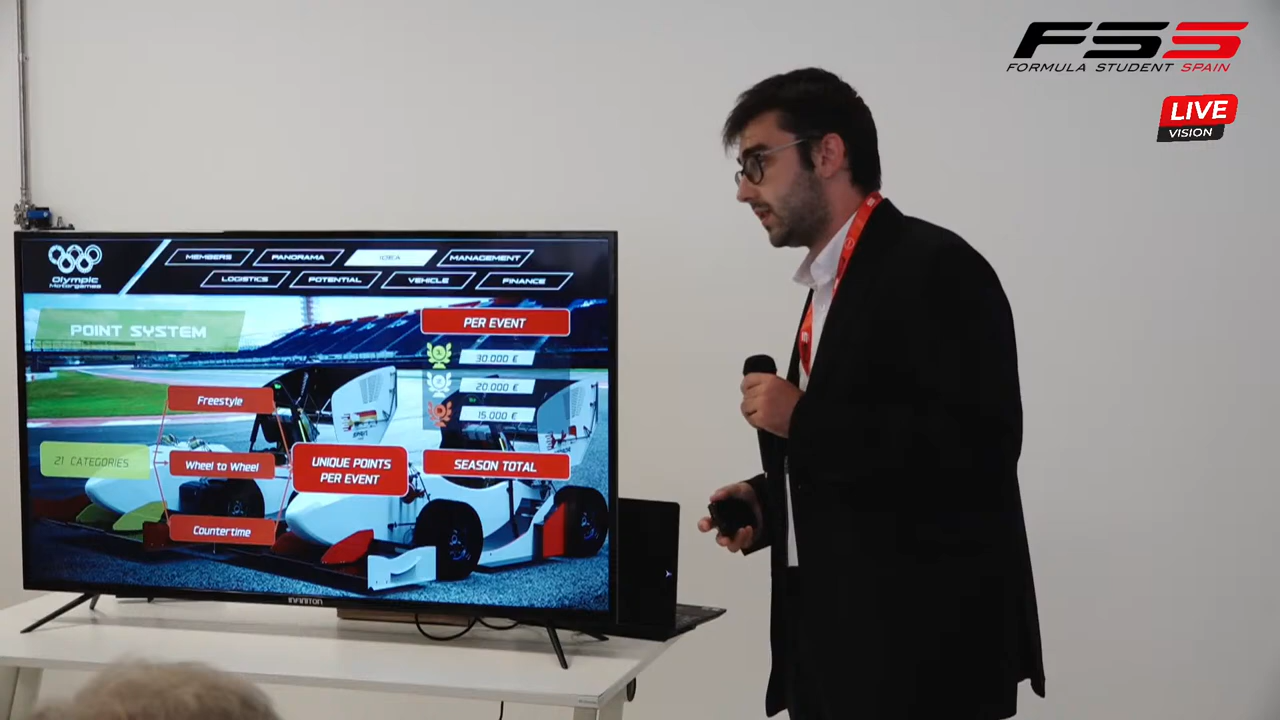 FSS
FORMULA STUDENT SPAIN
LIVE
VISION
Olympic
Motorgames
MEMBERS
PANORAMA
IDEA
MANAGEMENT
LOGISTICS
POTENTIAL
VEHICLE
FINANCE
POINT SYSTEM
PER EVENT
30.000 €
20.000 €
15.000 €
Freestyle
21 CATEGORIES
Wheel to Wheel
UNIQUE POINTS
PER EVENT
SEASON TOTAL
Countertime
INFINITON